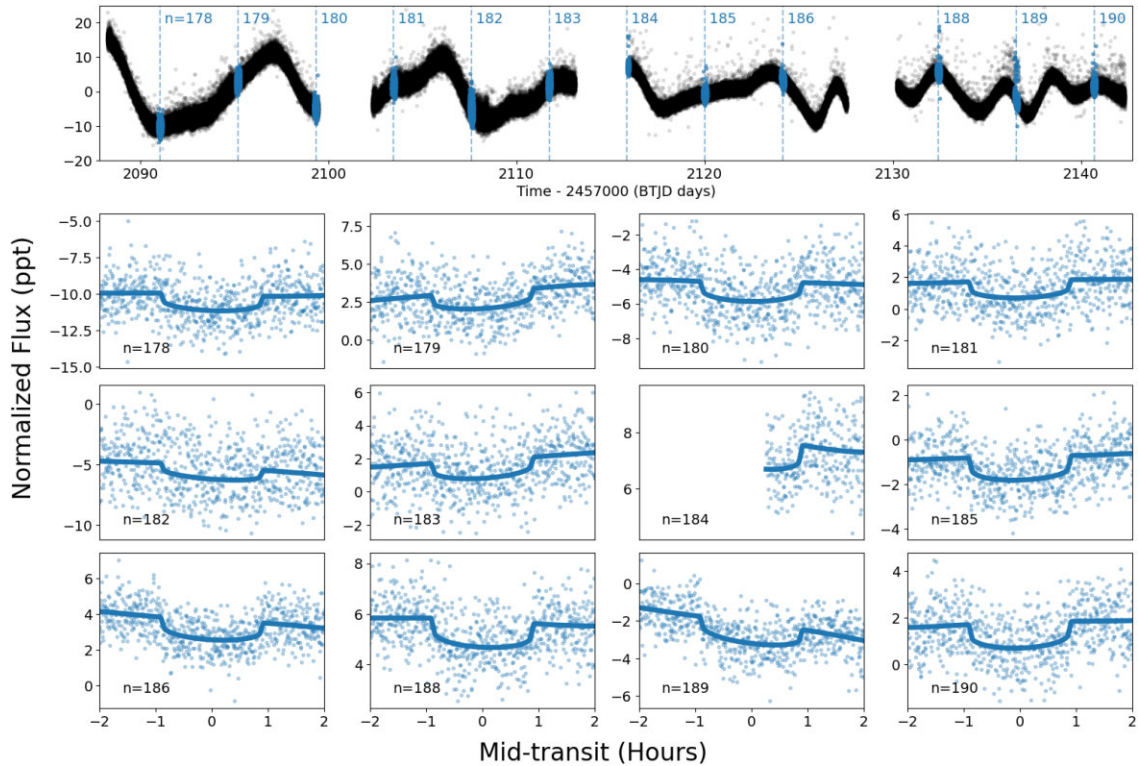 n=178 179 180 181 182 183 184 185 186 188 189 190
20
10
0
−10
−20
2090 2100 2110 2120 2130 2140
Time - 2457000 (BTJD days)
Normalized Flux (ppt)
−5.0 7.5 −2 6
−7.5 5.0 −4 4
−10.0 2.5 −6 2
−12.5 0.0 −8 0
−15.0 −2
n=178 n=179 n=180 n=181
0 6 8 2
−5 4 6 0
−10 2 −2
0 −4
−2
n=182 n=183 n=184 n=185
6 8 0 4
4 6 −2 2
2 4 −4 0
0 −6
n=186 n=188 n=189 n=190
−2 −1 0 1 2 −2 −1 0 1 2 −2 −1 0 1 2 −2 −1 0 1 2
Mid-transit (Hours)